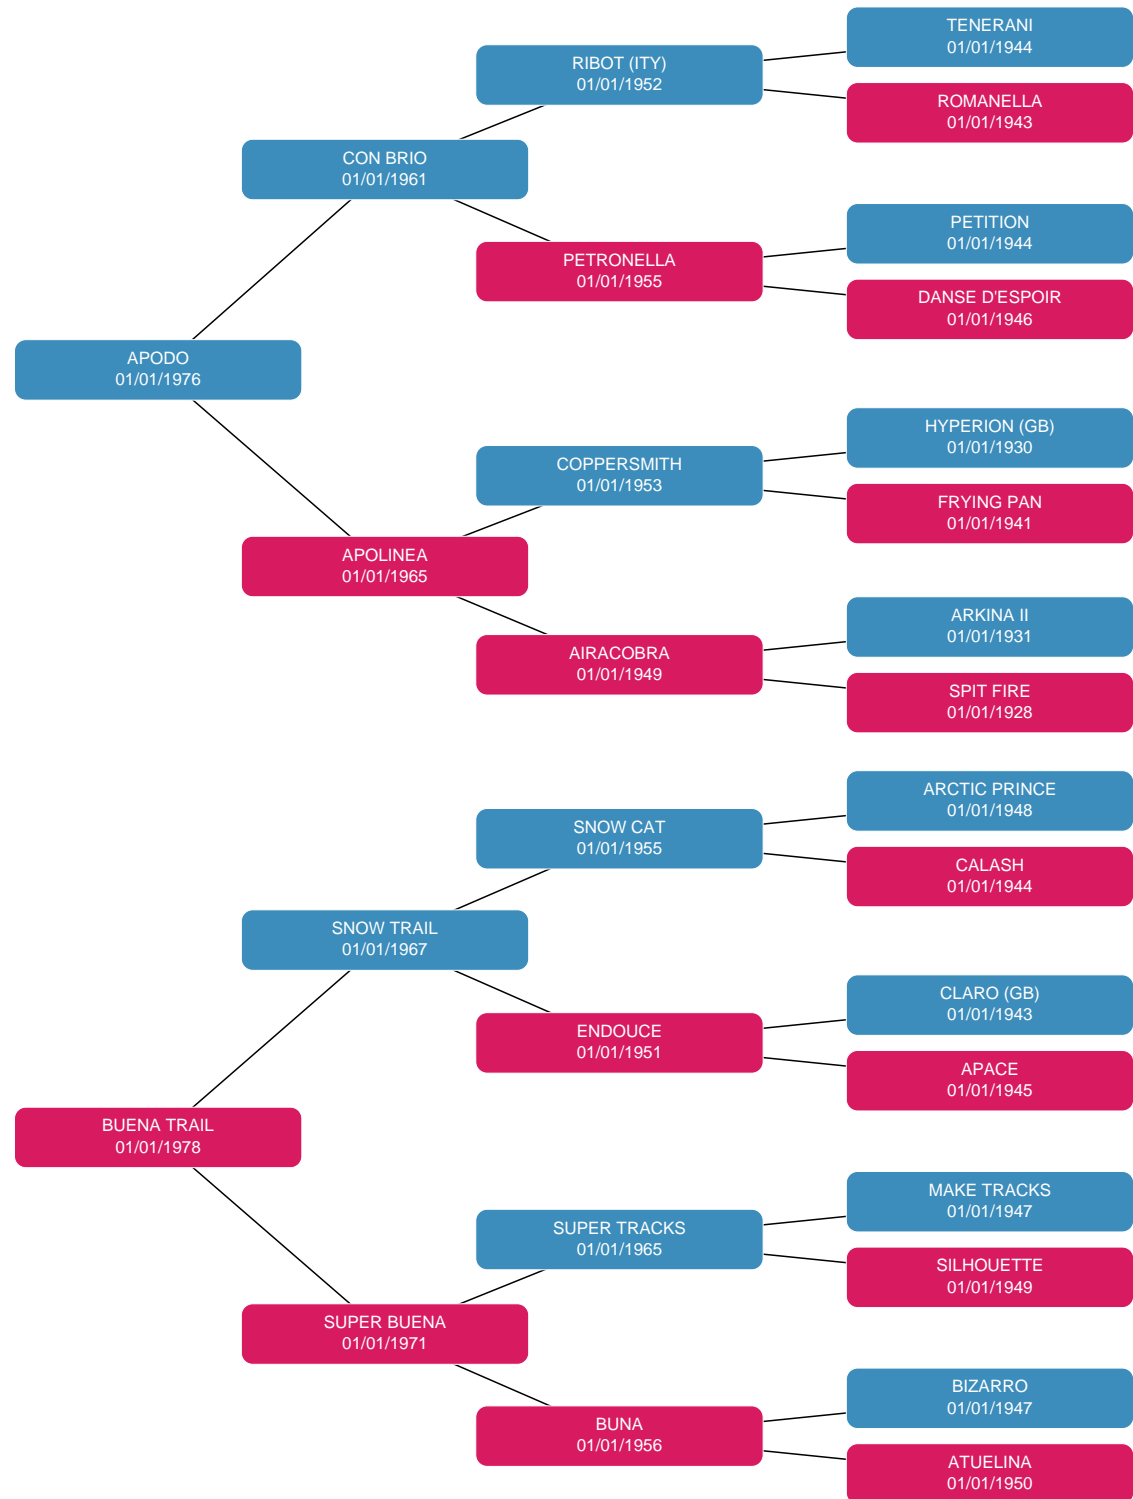 TENERANI
01/01/1944
RIBOT (ITY)
01/01/1952
ROMANELLA
01/01/1943
CON BRIO
01/01/1961
PETITION
01/01/1944
PETRONELLA
01/01/1955
DANSE D'ESPOIR
01/01/1946
APODO
01/01/1976
HYPERION (GB)
01/01/1930
COPPERSMITH
01/01/1953
FRYING PAN
01/01/1941
APOLINEA
01/01/1965
ARKINA II
01/01/1931
AIRACOBRA
01/01/1949
SPIT FIRE
01/01/1928
ARCTIC PRINCE
01/01/1948
SNOW CAT
01/01/1955
CALASH
01/01/1944
SNOW TRAIL
01/01/1967
CLARO (GB)
01/01/1943
ENDOUCE
01/01/1951
APACE
01/01/1945
BUENA TRAIL
01/01/1978
MAKE TRACKS
01/01/1947
SUPER TRACKS
01/01/1965
SILHOUETTE
01/01/1949
SUPER BUENA
01/01/1971
BIZARRO
01/01/1947
BUNA
01/01/1956
ATUELINA
01/01/1950